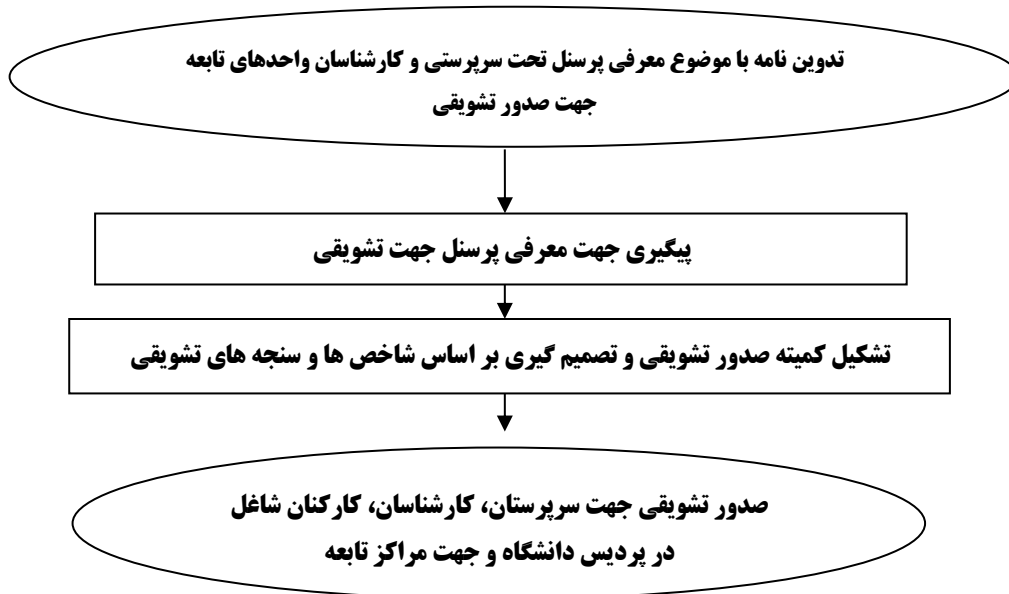 تدوین نامه با موضوع معرفی پرسنل تحت سرپرستی و کارشناسان واحدهای تابعه
جهت صدور تشویقی
پیگیری جهت معرفی پرسنل جهت تشویقی
تشکیل کمیته صدور تشویقی و تصمیم گیری بر اساس شاخص ها و سنجه های تشویقی
صدور تشویقی جهت سرپرستان، کارشناسان، کارکنان شاغل
در پردیس دانشگاه و جهت مراکز تابعه